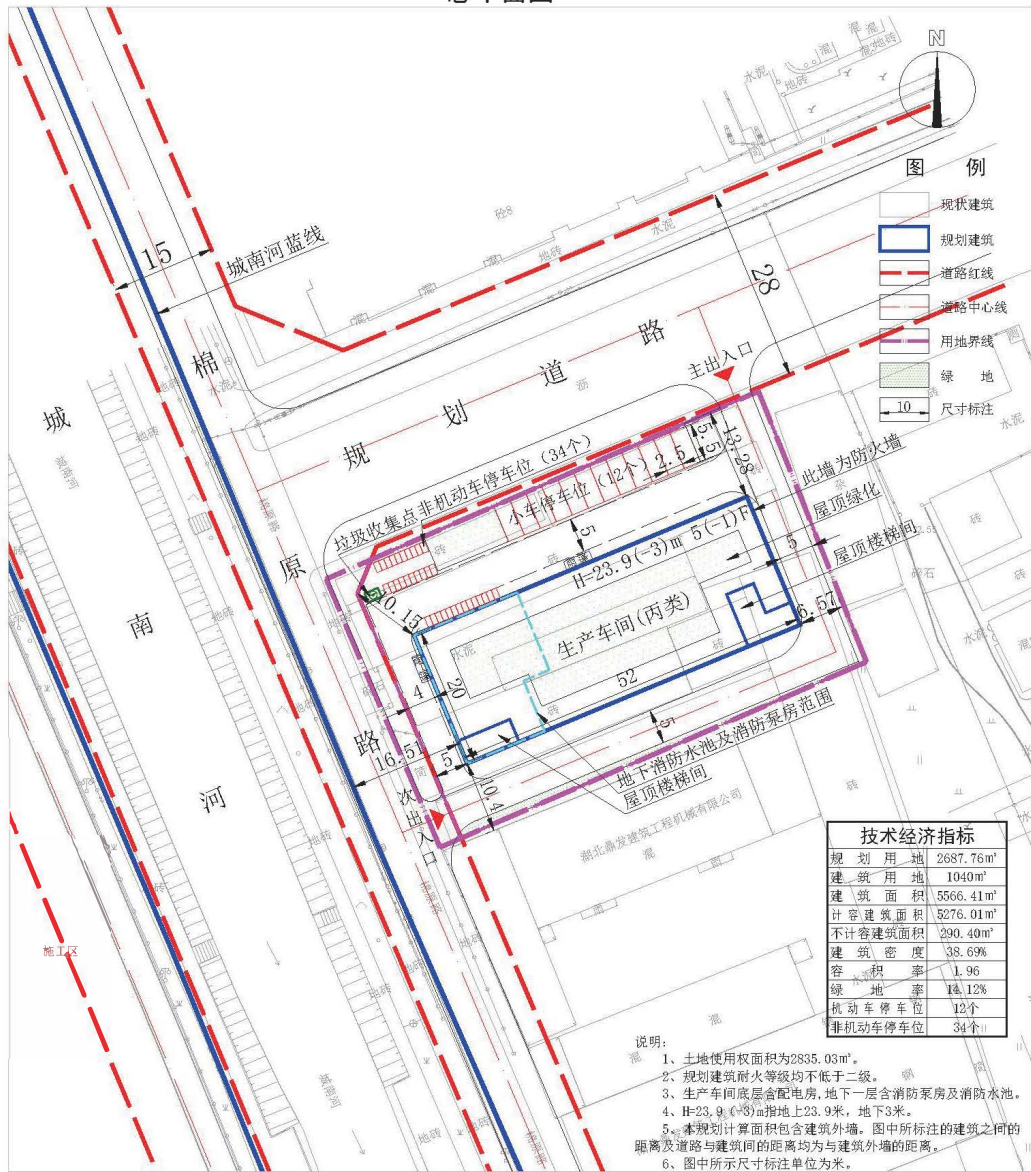 N
图 例
现状建筑
规划建筑
道路红线
道路中心线
用地界线
绿 地
10 尺寸标注
15
城南河蓝线
28
砼8
水泥
地砖
混
规划道路
沥
主出入口
棉原路
城南河
垃圾收集点
非机动车停车位（34个）
小车停车位（12个）
2.5
5.5
13.28
此墙为防火墙
屋顶绿化
屋顶楼梯间
5
5
H=23.9(-3)m 5(-1)F
生产车间(丙类)
10.15
6.57
水泥
砖
4
20
52
16.51
5
5
10.4
次出入口
地下消防水池及消防泵房范围
屋顶楼梯间
湖北鼎发建筑工程机械有限公司
碎石
施工区
城南河
技术经济指标
规划用地 2687.76m²
建筑用地 1040m²
建筑面积 5566.41m²
计容建筑面积 5276.01m²
不计容建筑面积 290.40m²
建筑密度 38.69%
容积率 1.96
绿地率 14.12%
机动车停车位 12个
非机动车停车位 34个
说明:
1、土地使用权面积为2835.03m²。
2、规划建筑耐火等级均不低于二级。
3、生产车间底层含配电房,地下一层含消防泵房及消防水池。
4、H=23.9(-3)m指地上23.9米，地下3米。
5、本规划计算面积包含建筑外墙。图中所标注的建筑之间的
距离及道路与建筑间的距离均为与建筑外墙的距离。
6、图中所示尺寸标注单位为米。